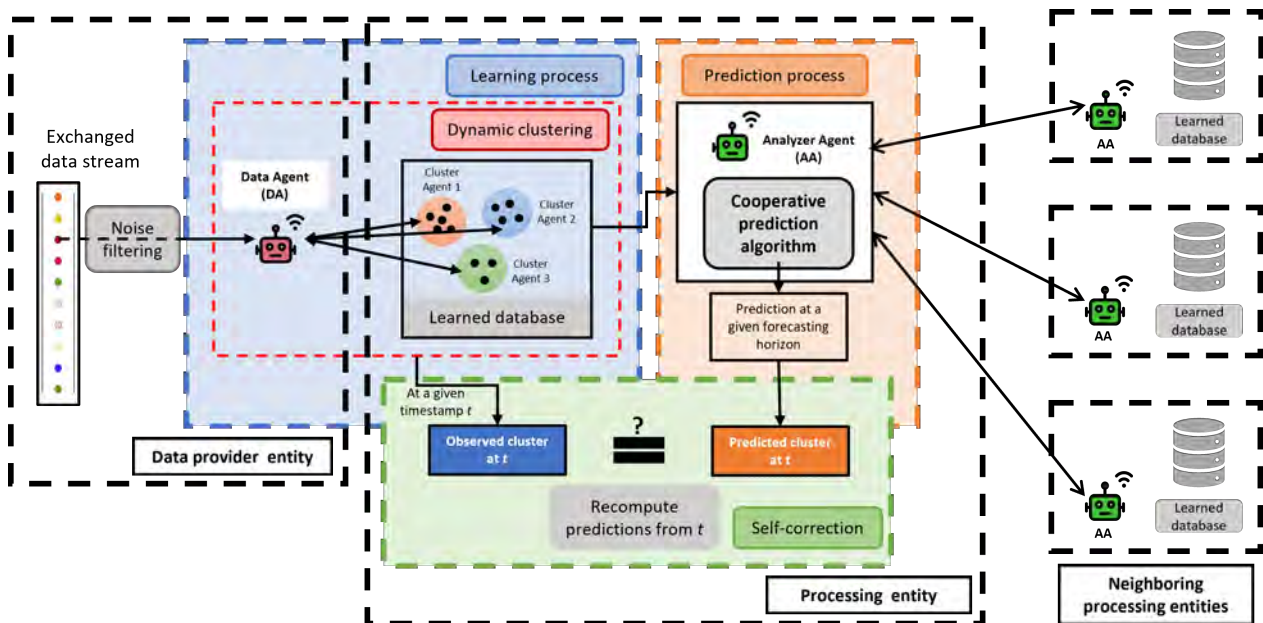 Exchanged
data stream
Noise
filtering
Data Agent
(DA)
Data provider entity
Learning process
Dynamic clustering
Cluster
Agent 1
Cluster
Agent 2
Cluster
Agent 3
Learned database
At a given
timestamp t
Observed cluster
at t
?
Predicted cluster
at t
Recompute
predictions from t
Self-correction
Processing entity
Prediction process
Analyzer Agent
(AA)
Cooperative
prediction
algorithm
Prediction at a
given forecasting
horizon
AA
Learned
database
AA
Learned
database
AA
Learned
database
Neighboring
processing entities